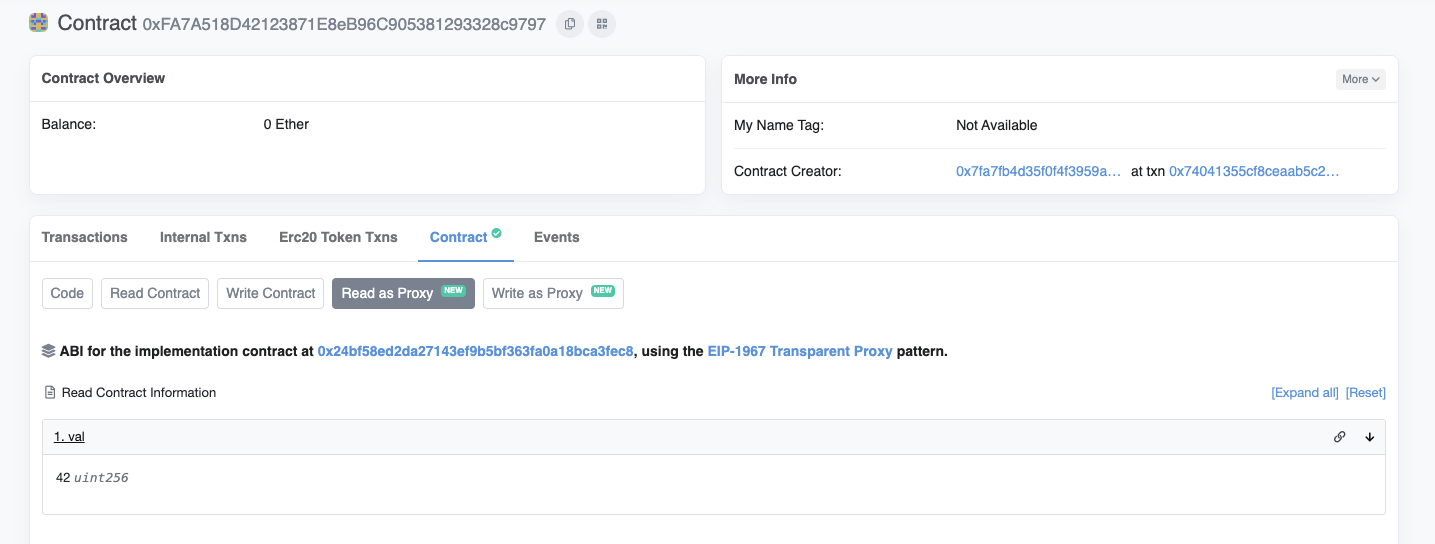 Contract 0xFA7A518D42123871E8eB96C905381293328c9797
Contract Overview
Balance: 0 Ether
More Info
More
My Name Tag: Not Available
Contract Creator: 0x7fa7fb4d35f0f4f3959a... at txn 0x74041355cf8ceaab5c2...
Transactions Internal Txns Erc20 Token Txns Contract Events
Code Read Contract Write Contract Read as Proxy NEW Write as Proxy NEW
ABI for the implementation contract at 0x24bf58ed2da27143ef9b5bf363fa0a18bca3fec8, using the EIP-1967 Transparent Proxy pattern.
Read Contract Information [Expand all] [Reset]
1. val
42 uint256